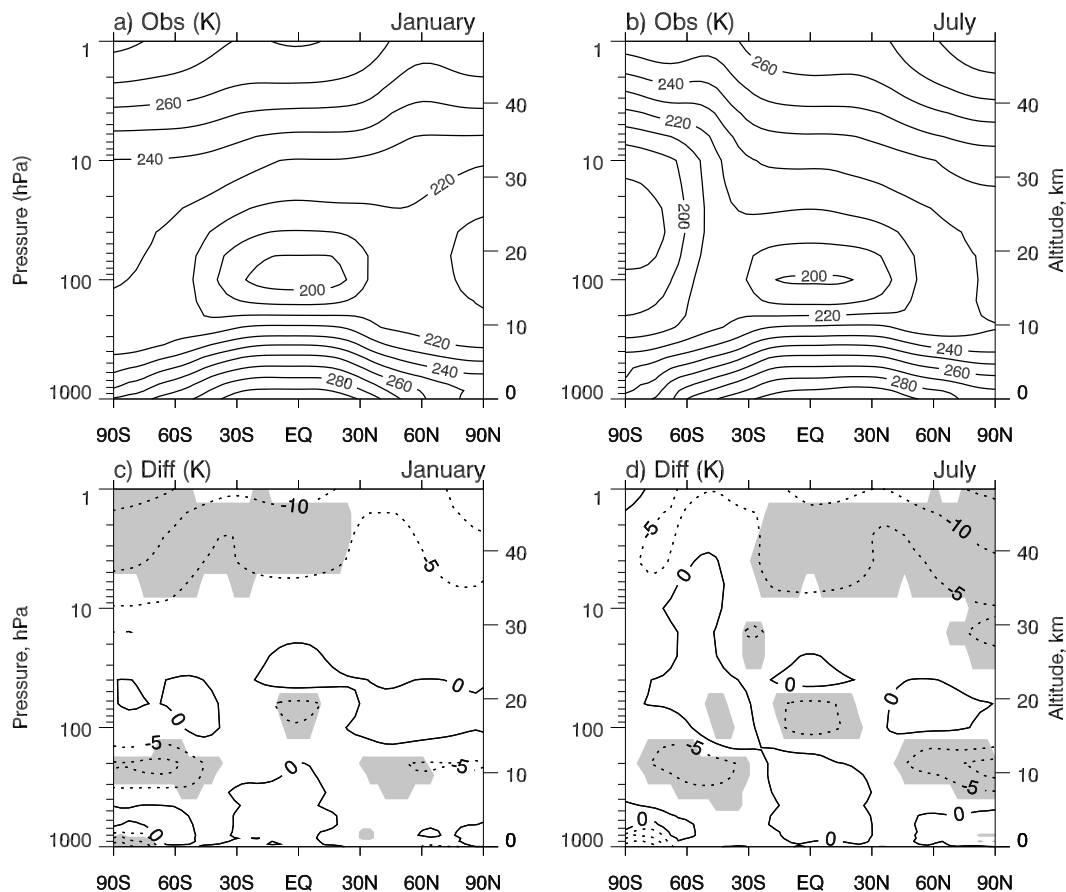 a) Obs (K) January b) Obs (K) July
1 1
260
260 40 240 40
220
10 240 10
30 30
220
200
Pressure (hPa) 20 20 Altitude, km
100 200 100 200
10 220 10
220 240
240 260
280 260 280
1000 0 1000 0
90S 60S 30S EQ 30N 60N 90N 90S 60S 30S EQ 30N 60N 90N
c) Diff (K) January d) Diff (K) July
1 1
-10 -5 -10
40 40
-5 0 -5
10 10
30 30
Pressure, hPa 0 0 0 Altitude, km
0 20 20
100 100
-5 -5
0 -5 10 -5 10
0 0 0
1000 0 1000 0 0
90S 60S 30S EQ 30N 60N 90N 90S 60S 30S EQ 30N 60N 90N